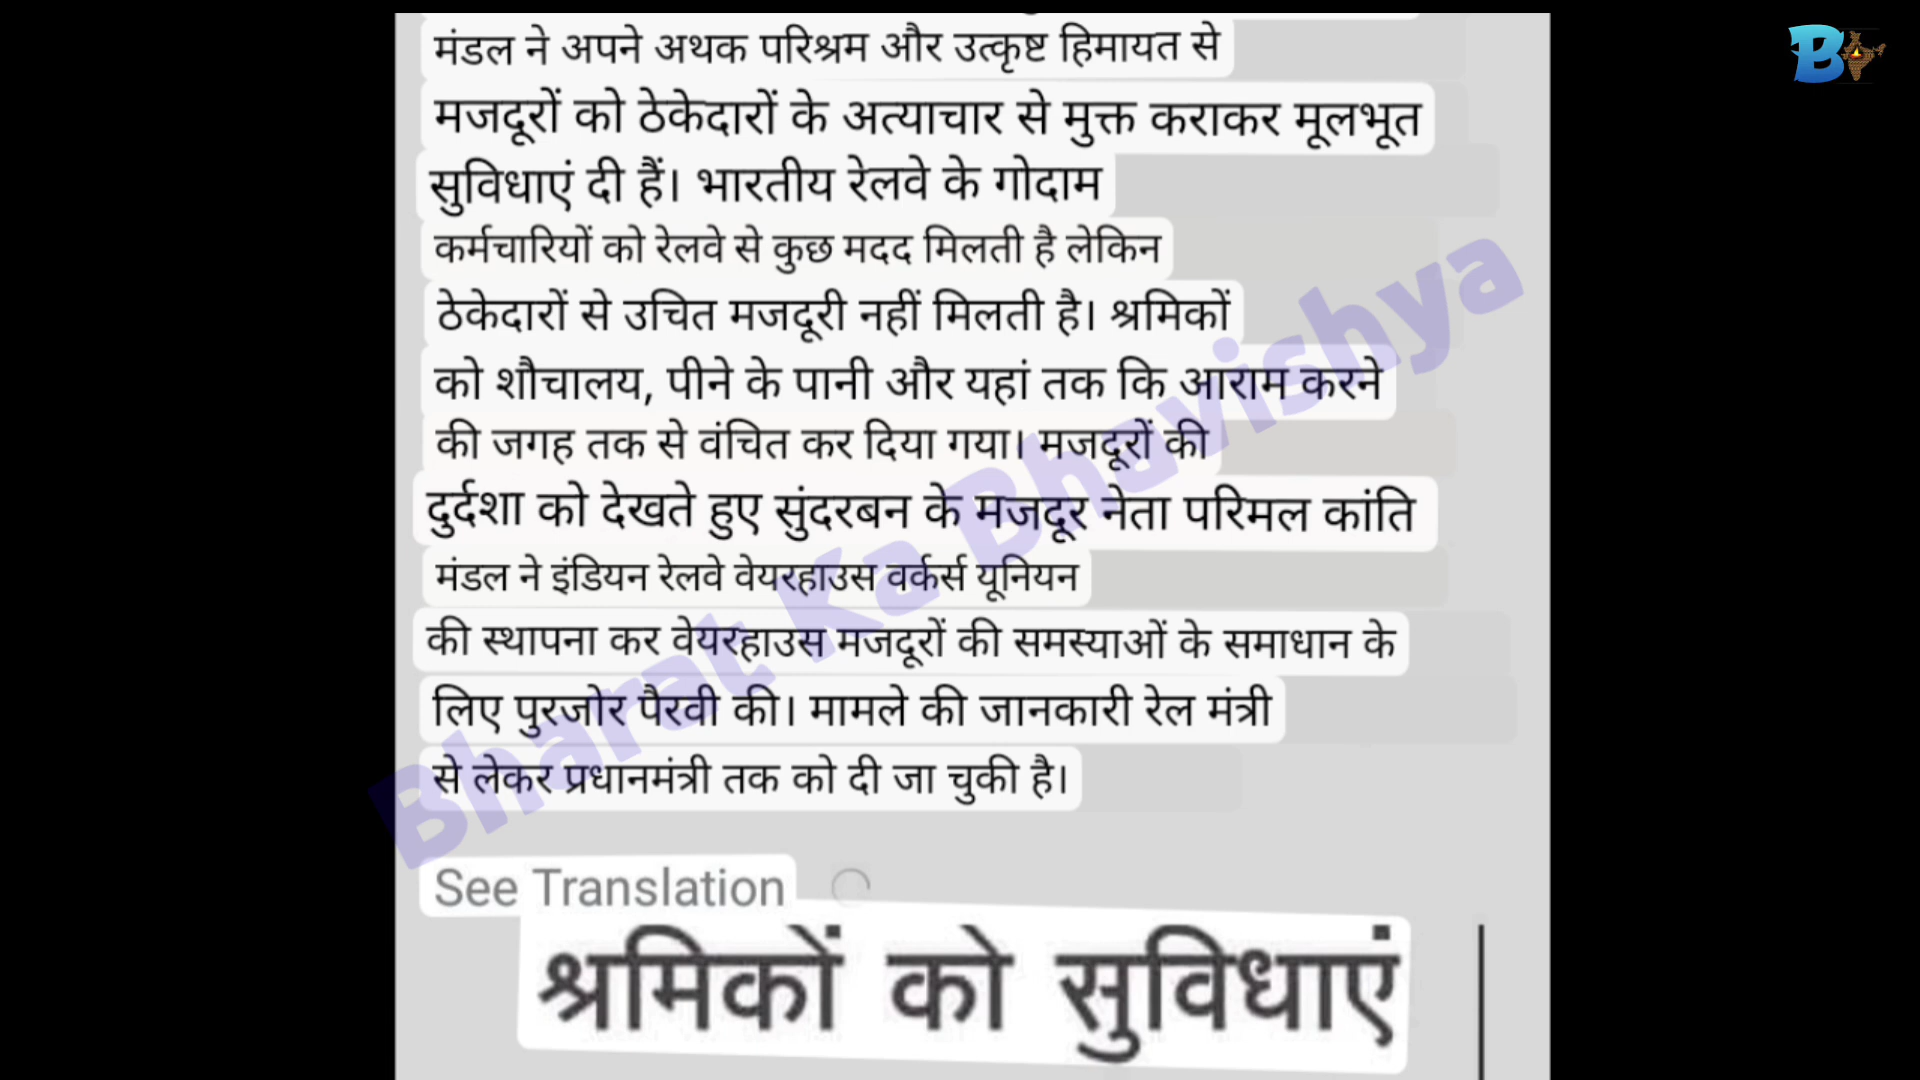 मंडल ने अपने अथक परिश्रम और उत्कृष्ट हिमायत से
मजदूरों को ठेकेदारों के अत्याचार से मुक्त कराकर मूलभूत
सुविधाएं दी हैं। भारतीय रेलवे के गोदाम
कर्मचारियों को रेलवे से कुछ मदद मिलती है लेकिन
ठेकेदारों से उचित मजदूरी नहीं मिलती है। श्रमिकों
को शौचालय, पीने के पानी और यहां तक कि आराम करने
की जगह तक से वंचित कर दिया गया। मजदूरों की
दुर्दशा को देखते हुए सुंदरबन के मजदूर नेता परिमल कांति
मंडल ने इंडियन रेलवे वेयरहाउस वर्कर्स यूनियन
की स्थापना कर वेयरहाउस मजदूरों की समस्याओं के समाधान के
लिए पुरजोर पैरवी की। मामले की जानकारी रेल मंत्री
से लेकर प्रधानमंत्री तक को दी जा चुकी है।
See Translation
श्रमिकों को सुविधाएं
Bharat Ka Bhavishya
B